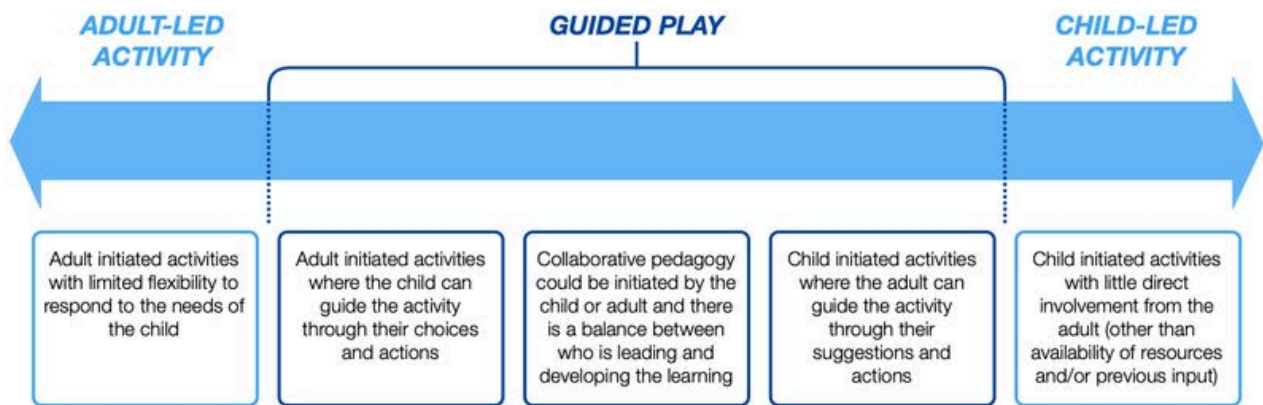 ADULT-LED
ACTIVITY
GUIDED PLAY
CHILD-LED
ACTIVITY
Adult initiated activities
with limited flexibility to
respond to the needs of
the child
Adult initiated activities
where the child can
guide the activity
through their choices
and actions
Collaborative pedagogy
could be initiated by the
child or adult and there
is a balance between
who is leading and
developing the learning
Child initiated activities
where the adult can
guide the activity
through their
suggestions and
actions
Child initiated activities
with little direct
involvement from the
adult (other than
availability of resources
and/or previous input)